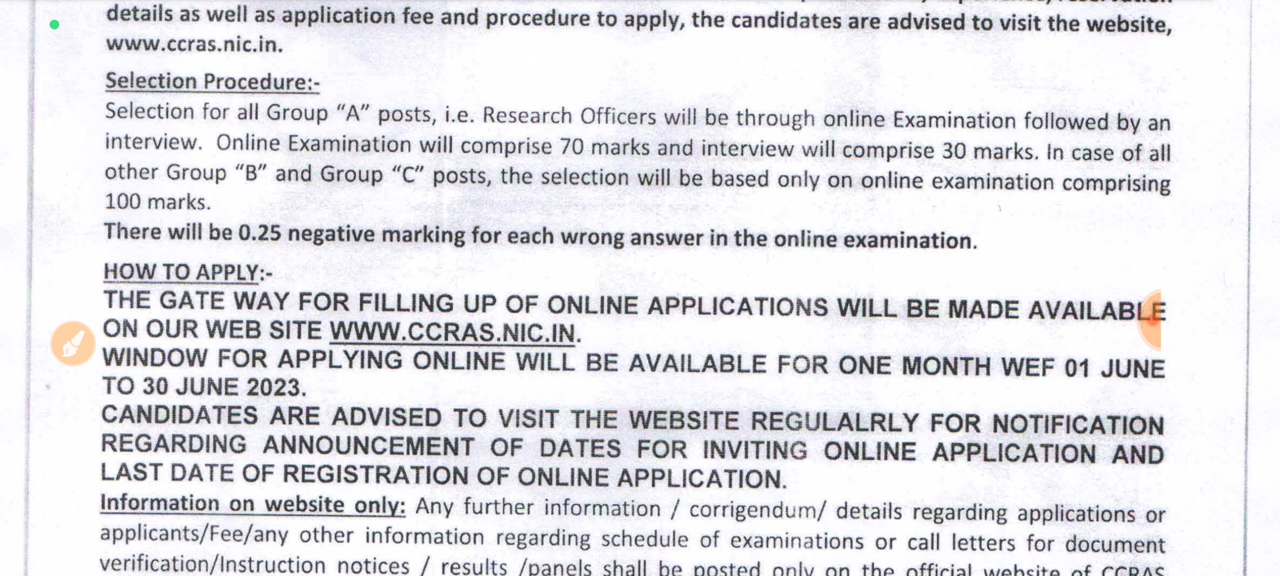 details as well as application fee and procedure to apply, the candidates are advised to visit the website,
www.ccras.nic.in.
Selection Procedure:-
Selection for all Group “A” posts, i.e. Research Officers will be through online Examination followed by an
interview. Online Examination will comprise 70 marks and interview will comprise 30 marks. In case of all
other Group “B” and Group “C” posts, the selection will be based only on online examination comprising
100 marks.
There will be 0.25 negative marking for each wrong answer in the online examination.
HOW TO APPLY:-
THE GATE WAY FOR FILLING UP OF ONLINE APPLICATIONS WILL BE MADE AVAILABLE
ON OUR WEB SITE WWW.CCRAS.NIC.IN.
WINDOW FOR APPLYING ONLINE WILL BE AVAILABLE FOR ONE MONTH WEF 01 JUNE
TO 30 JUNE 2023.
CANDIDATES ARE ADVISED TO VISIT THE WEBSITE REGULALRLY FOR NOTIFICATION
REGARDING ANNOUNCEMENT OF DATES FOR INVITING ONLINE APPLICATION AND
LAST DATE OF REGISTRATION OF ONLINE APPLICATION.
Information on website only: Any further information / corrigendum/ details regarding applications or
applicants/Fee/any other information regarding schedule of examinations or call letters for document
verification/Instruction notices / results /panels shall be posted only on the official website of CCRAS